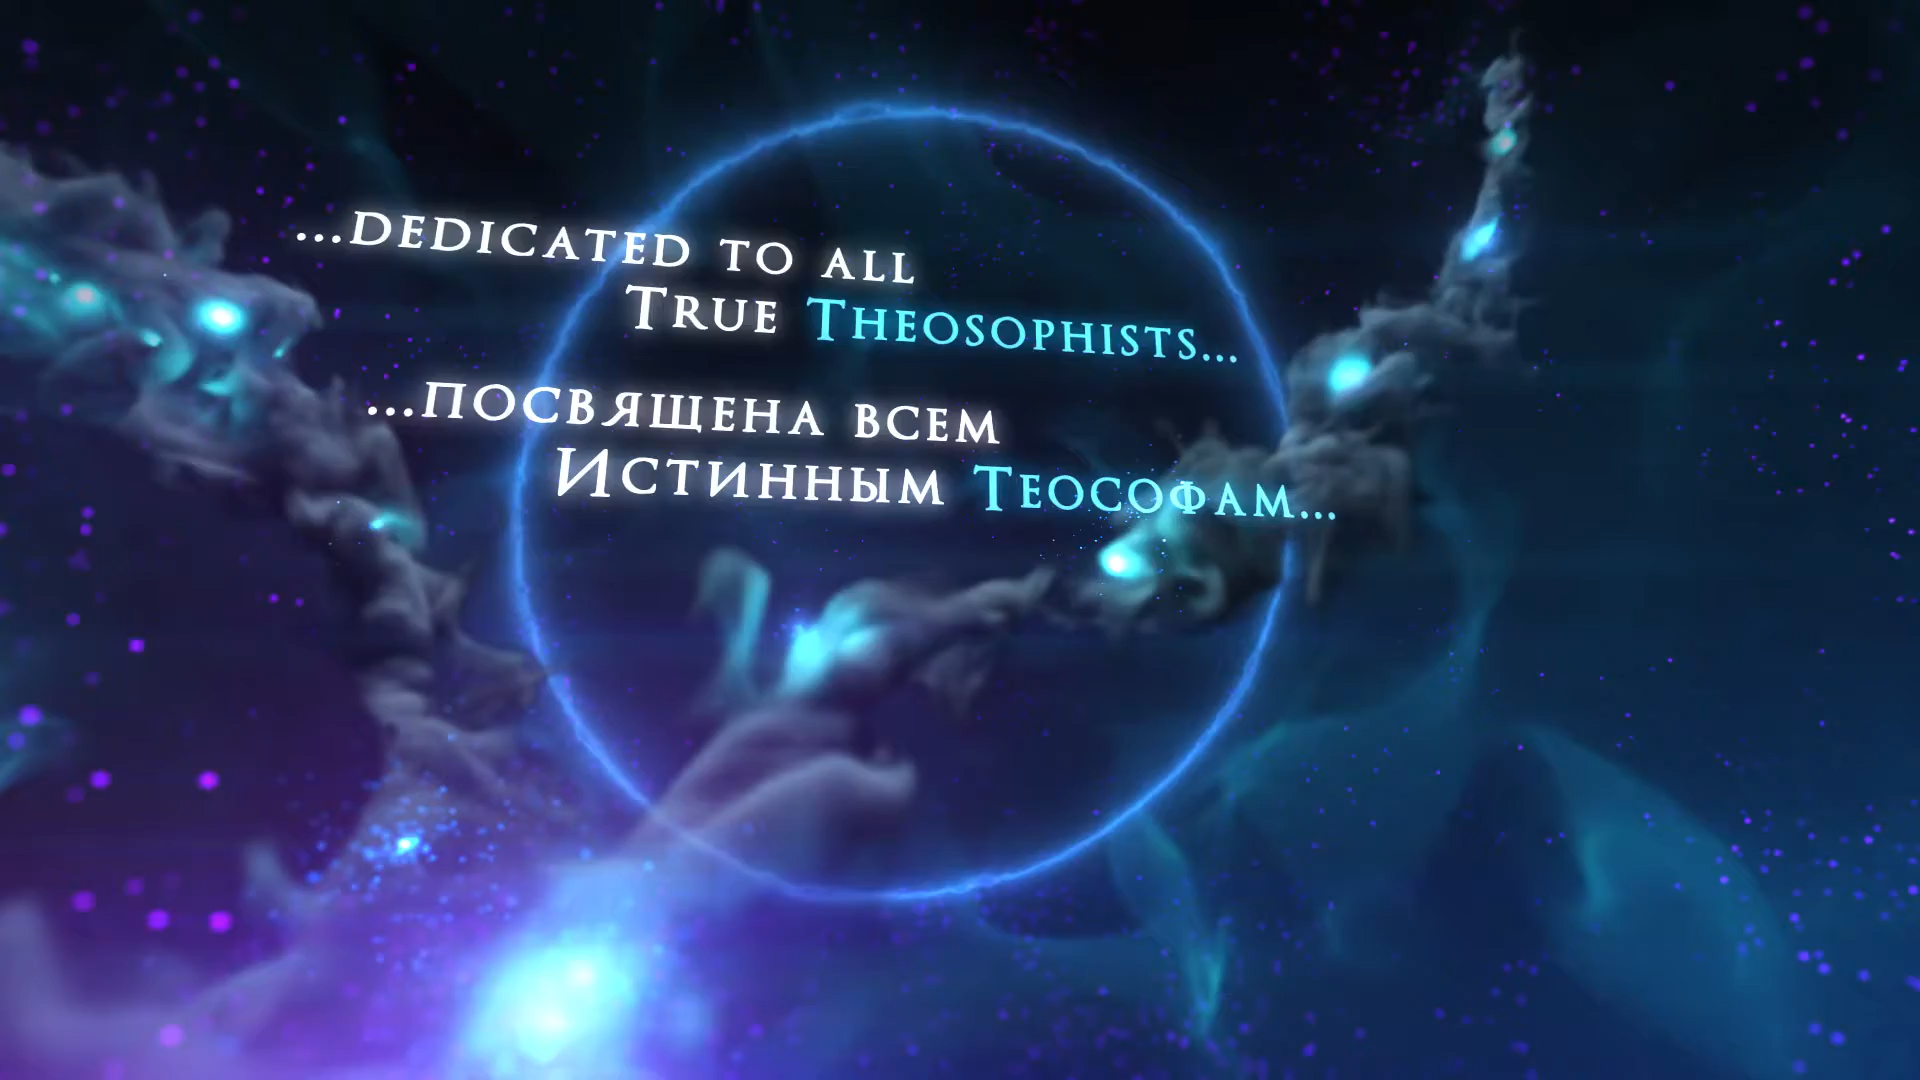 ...dedicated to all
True Theosophists...
...посвящена всем
Истинным Теософам...